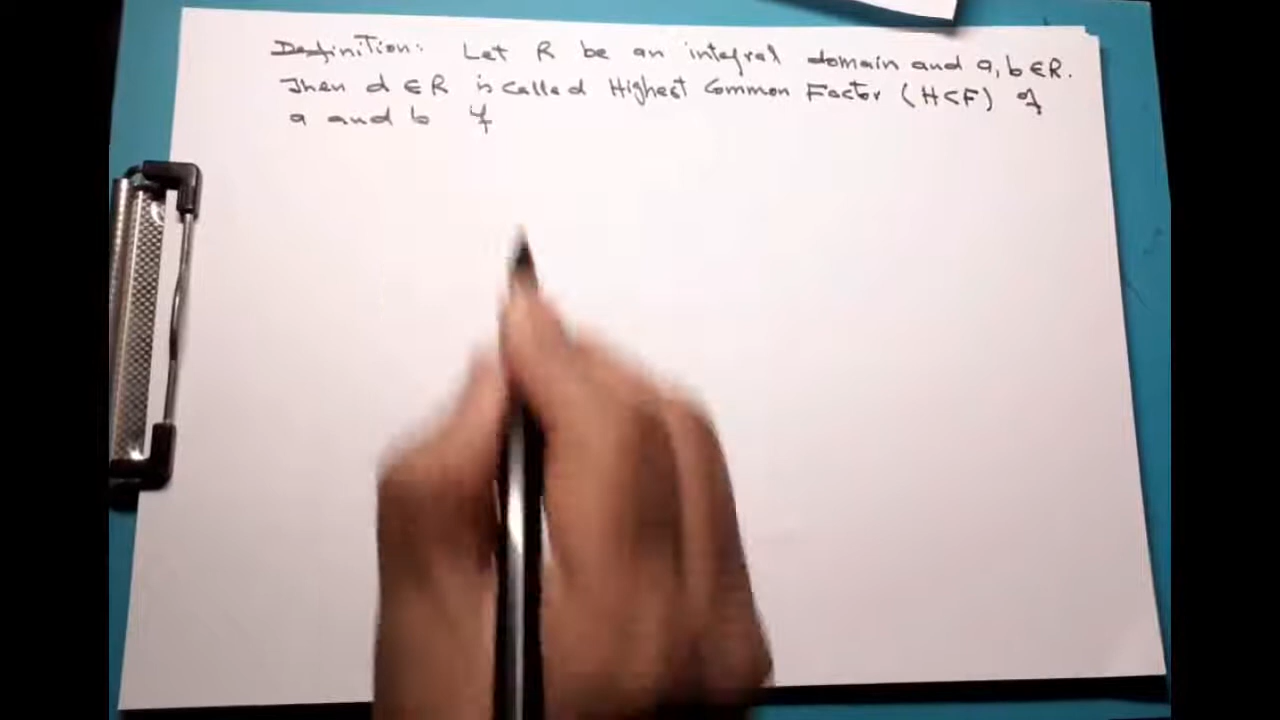 Definition: Let R be an integral domain and a, b ∈ R.
Then d ∈ R is called Highest Common Factor (HCF) of
a and b if